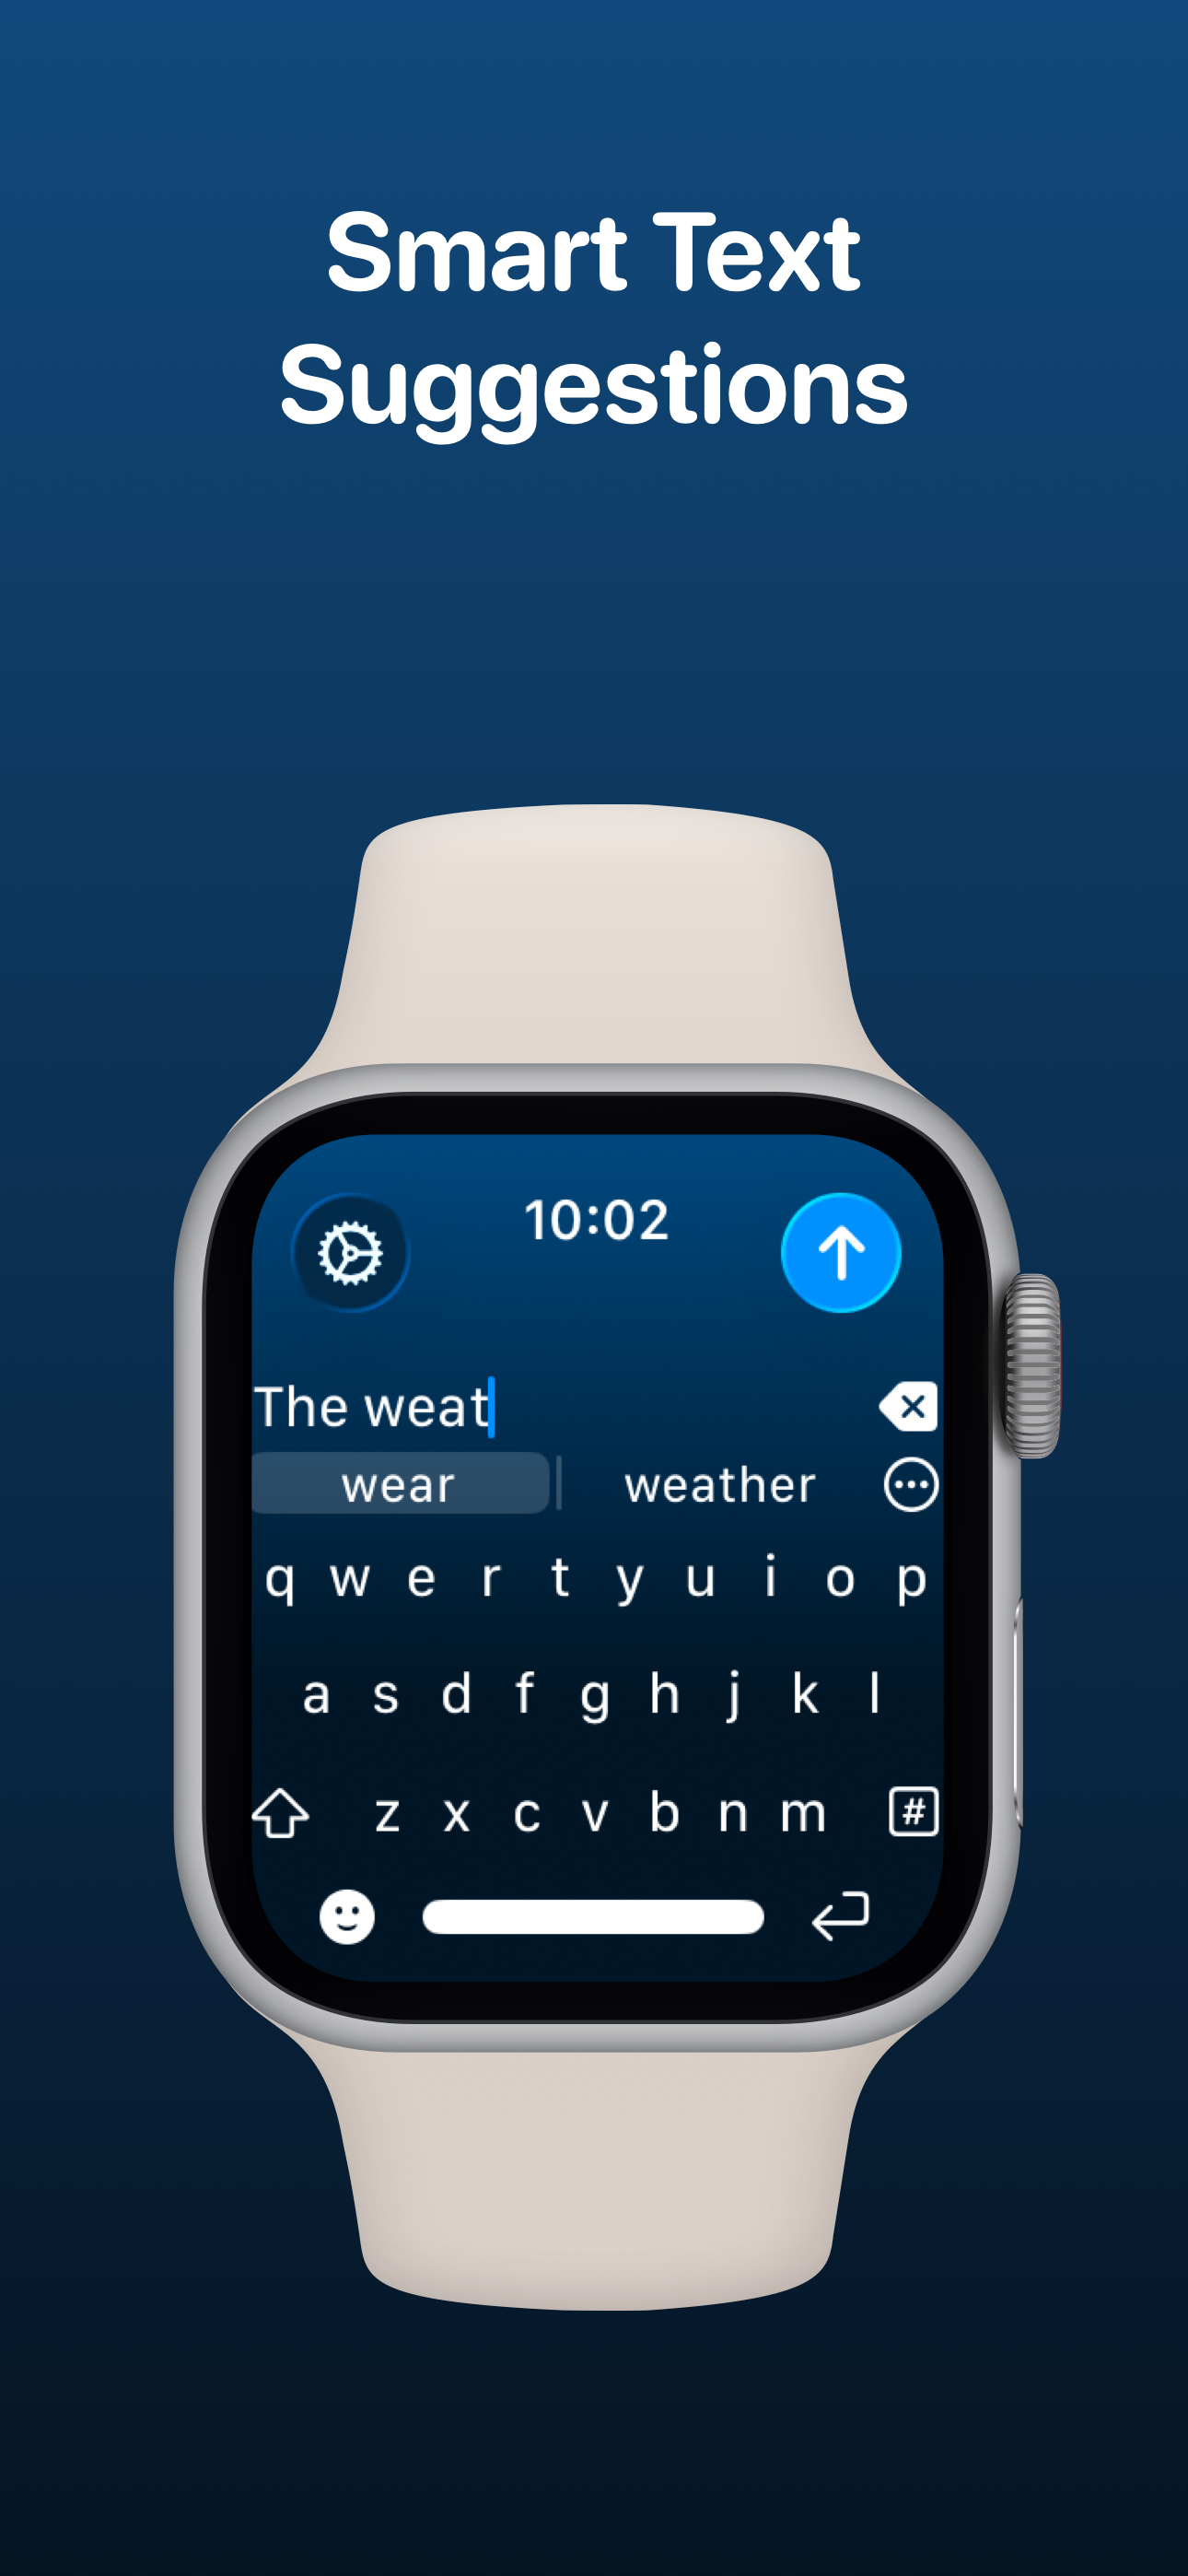 Smart Text
Suggestions
10:02
The weat
wear weather
q w e r t y u i o p
a s d f g h j k l
z x c v b n m #